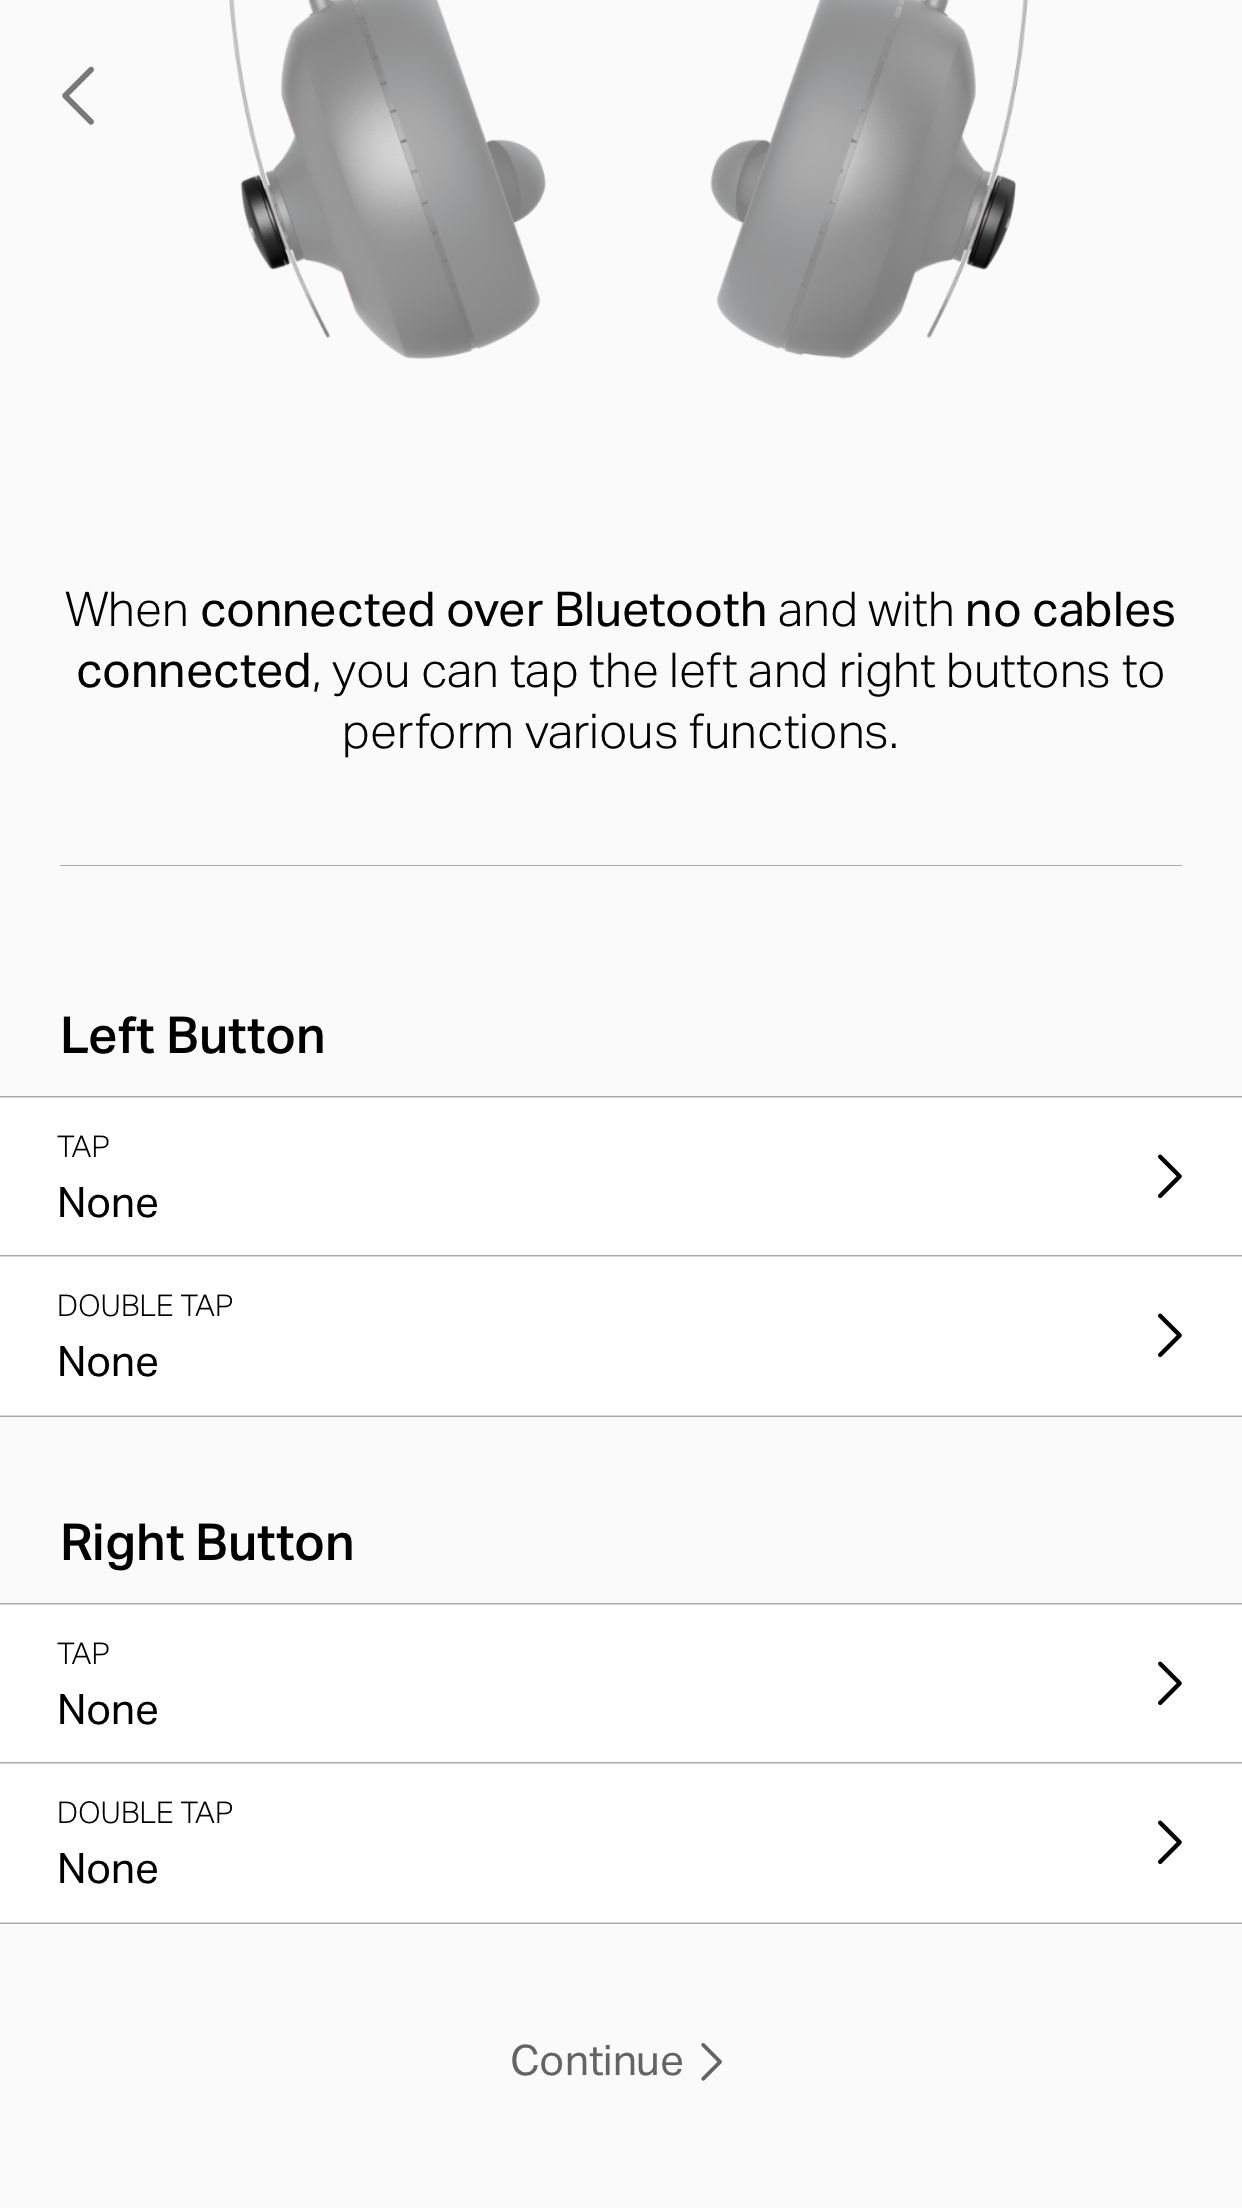 When connected over Bluetooth and with no cables
connected, you can tap the left and right buttons to
perform various functions.
Left Button
TAP
None
DOUBLE TAP
None
Right Button
TAP
None
DOUBLE TAP
None
Continue